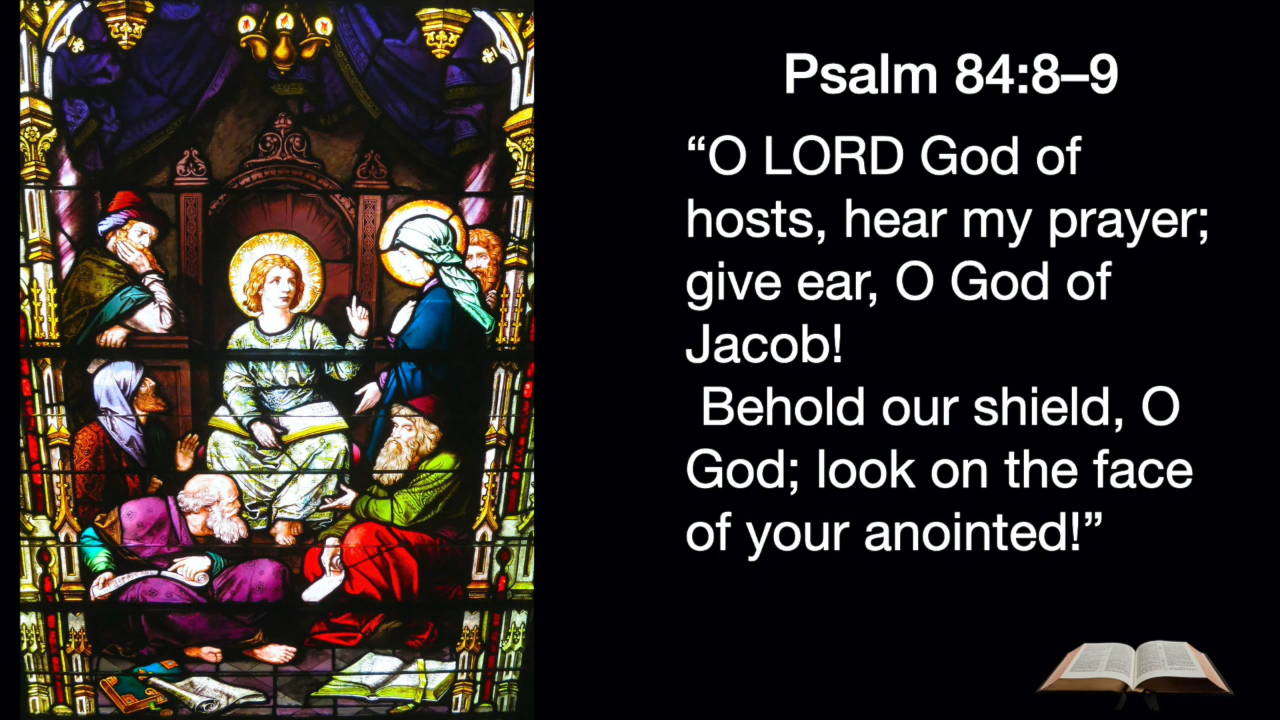 Psalm 84:8–9
“O LORD God of
hosts, hear my prayer;
give ear, O God of
Jacob!
Behold our shield, O
God; look on the face
of your anointed!”